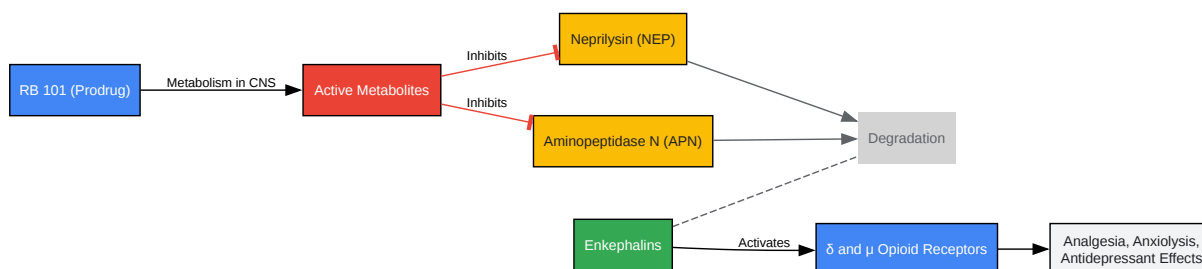 RB 101 (Prodrug)
Metabolism in CNS
Active Metabolites
Inhibits
Inhibits
Neprilysin (NEP)
Aminopeptidase N (APN)
Degradation
Enkephalins
Activates
δ and μ Opioid Receptors
Analgesia, Anxiolysis,
Antidepressant Effects